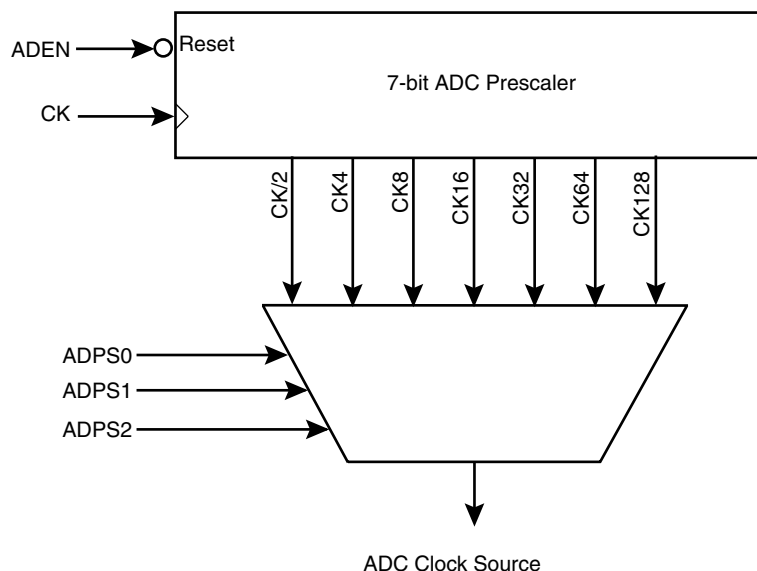 ADEN
Reset
7-bit ADC Prescaler
CK
CK/2
CK4
CK8
CK16
CK32
CK64
CK128
ADPS0
ADPS1
ADPS2
ADC Clock Source